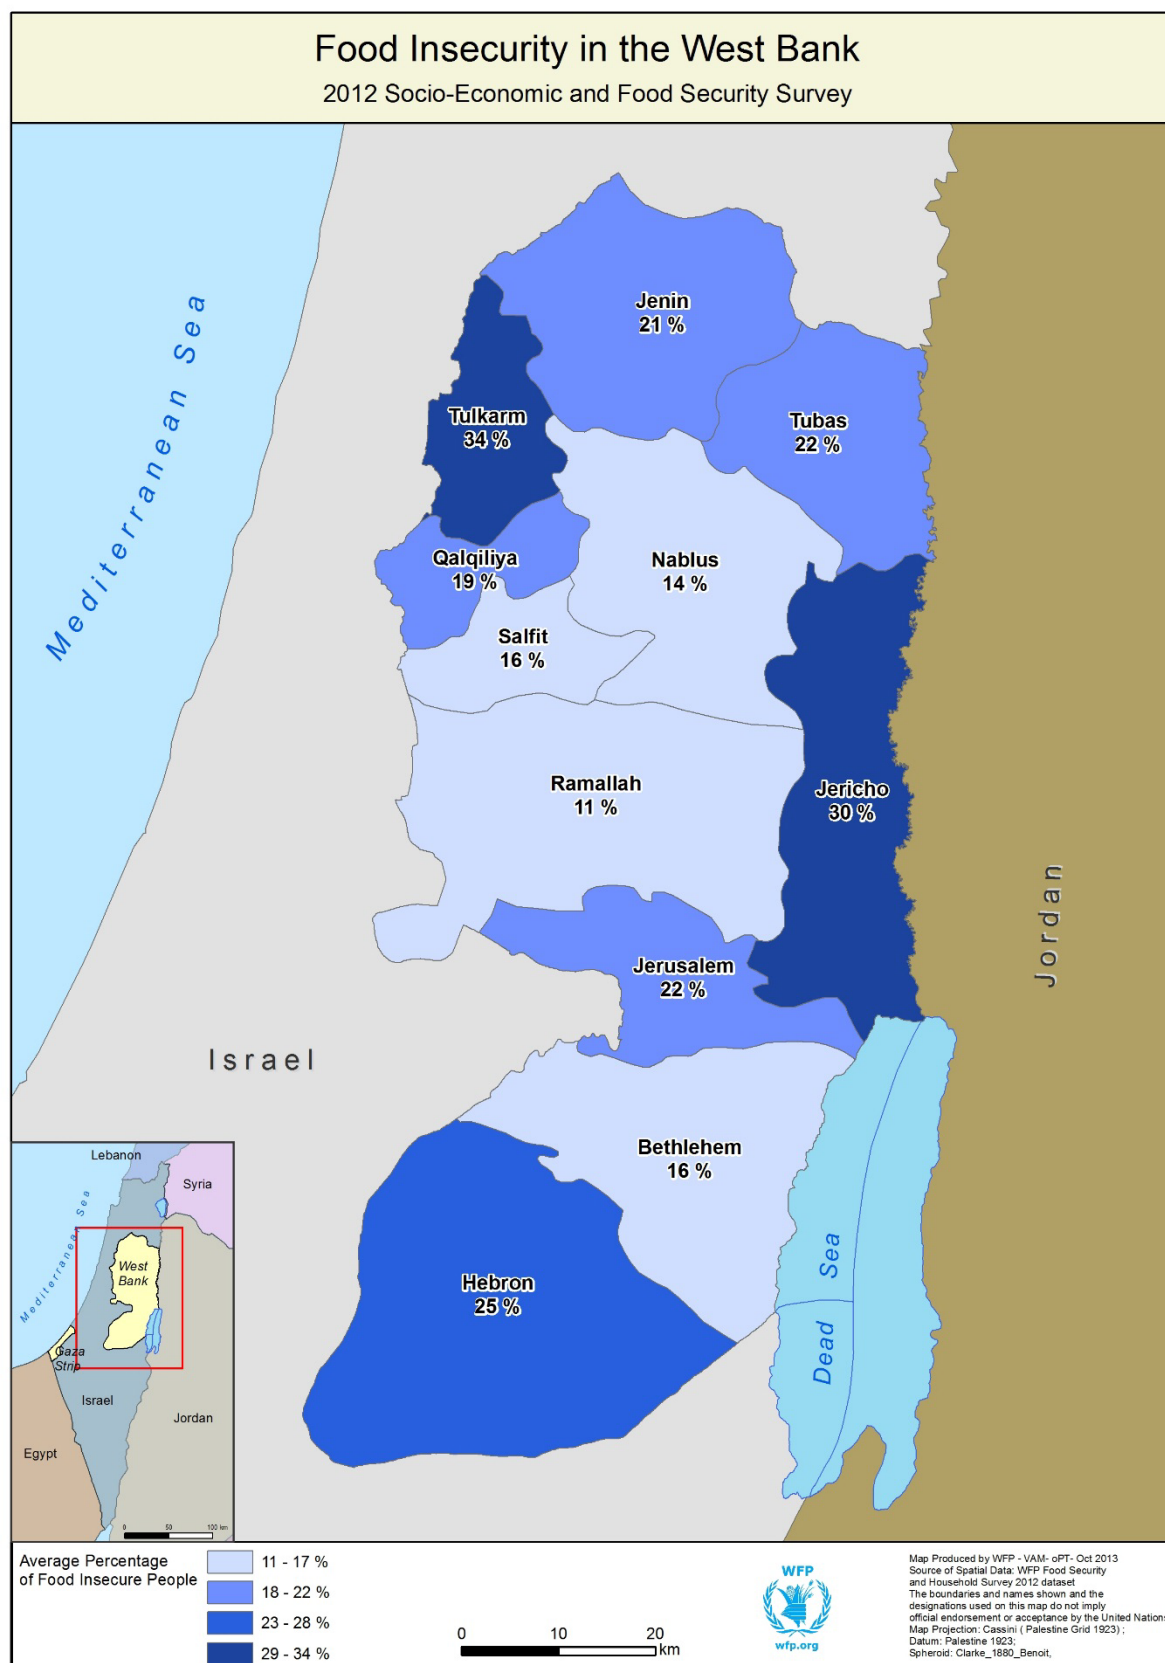 Food Insecurity in the West Bank
2012 Socio-Economic and Food Security Survey
Mediterranean Sea
Jenin
21 %
Tulkarm
34 %
Tubas
22 %
Qalqiliya
19 %
Nablus
14 %
Salfit
16 %
Ramallah
11 %
Jericho
30 %
Jordan
Jerusalem
22 %
Israel
Bethlehem
16 %
Hebron
25 %
Dead Sea
Lebanon
Syria
Mediterranean Sea
West
Bank
Gaza
Strip
Israel
Jordan
Egypt
0 50 100 km
Average Percentage
of Food Insecure People
11 - 17 %
18 - 22 %
23 - 28 %
29 - 34 %
0 10 20
km
WFP
wfp.org
Map Produced by WFP - VAM- oPT- Oct 2013
Source of Spatial Data: WFP Food Security
and Household Survey 2012 dataset
The boundaries and names shown and the
designations used on this map do not imply
official endorsement or acceptance by the United Nations
Map Projection: Cassini ( Palestine Grid 1923) ;
Datum: Palestine 1923;
Spheroid: Clarke_1880_Benoit,